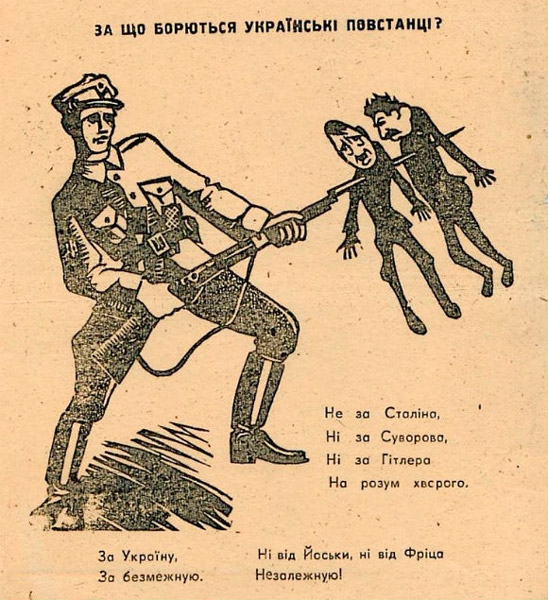 ЗА ЩО БОРЮТЬСЯ УКРАЇНСЬКІ ПОВСТАНЦІ?
Не за Сталіна,
Ні за Суворова,
Ні за Гітлера
На розум хворого.
За Україну,
За безмежную.
Ні від Йоськи, ні від Фріца
Незалежную!